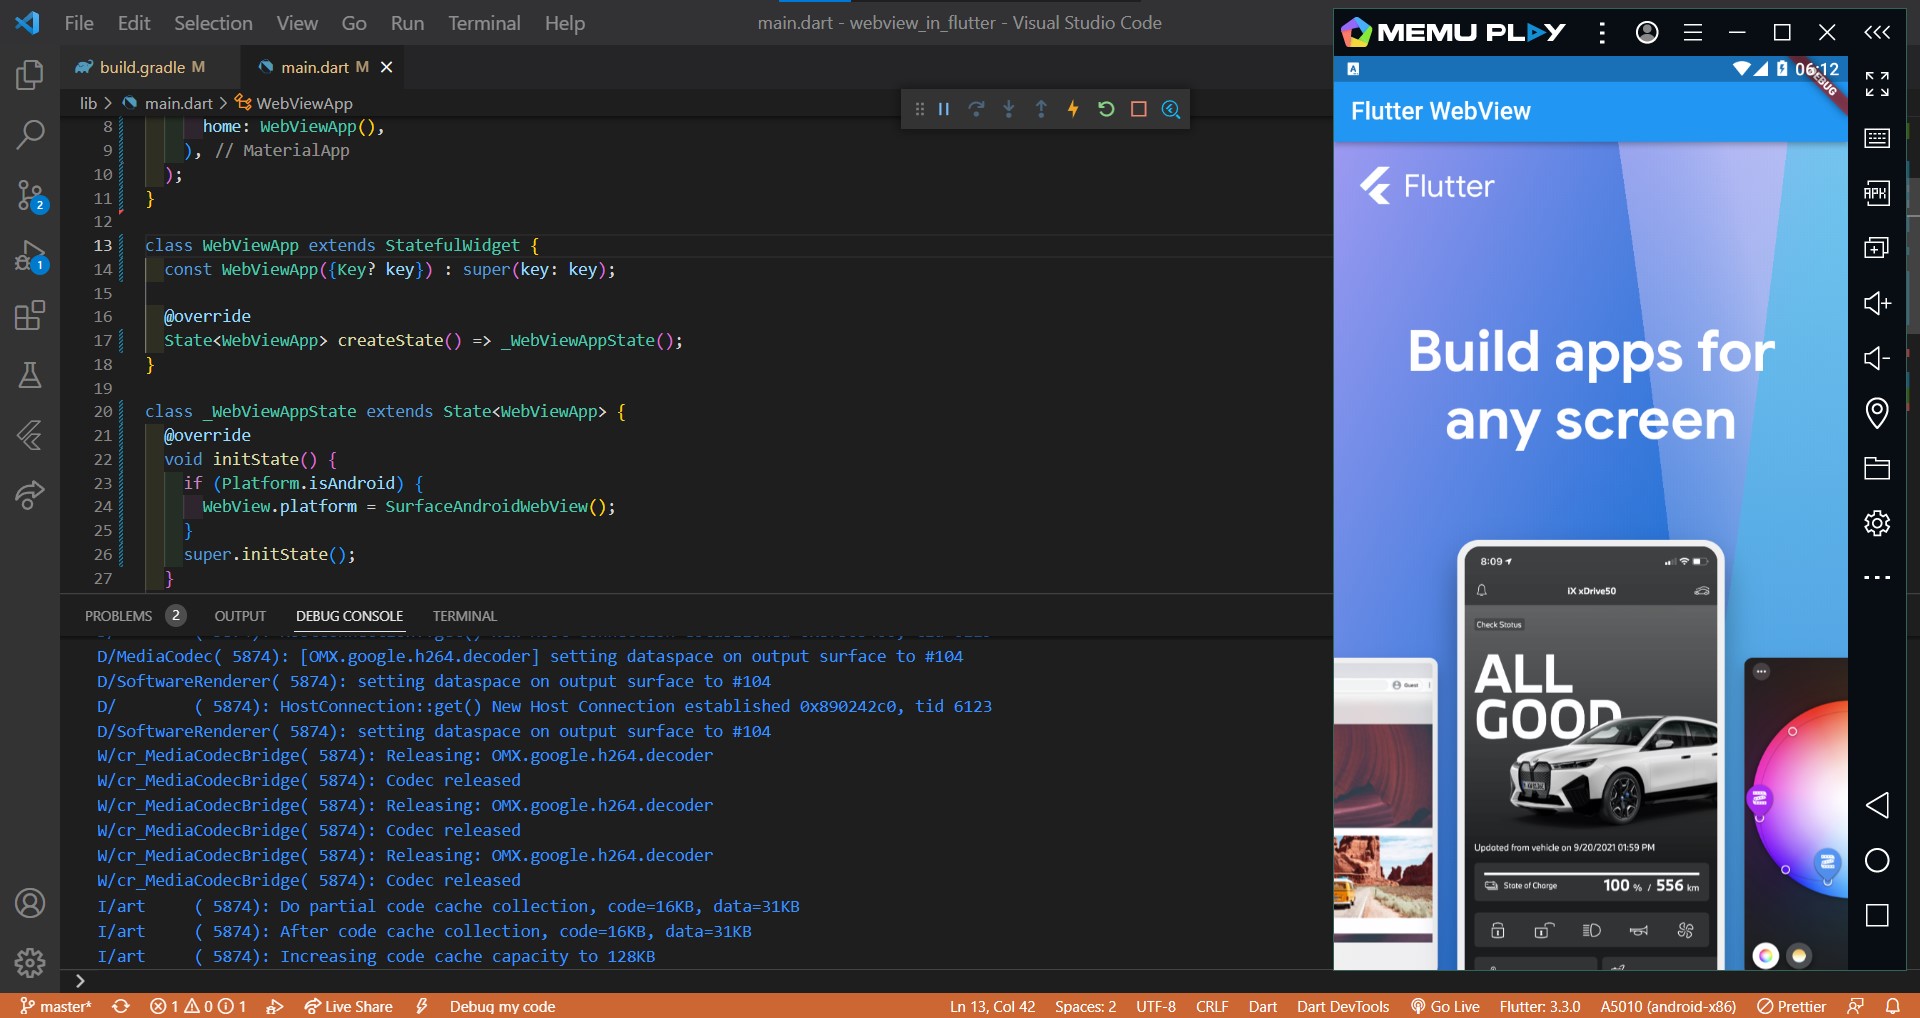 File Edit Selection View Go Run Terminal Help
main.dart - webview_in_flutter - Visual Studio Code
build.gradle M
main.dart M
lib > main.dart > WebViewApp
8 home: WebViewApp(),
9 ), // MaterialApp
10 );
11 }
12
13 class WebViewApp extends StatefulWidget {
14 const WebViewApp({Key? key}) : super(key: key);
15
16 @override
17 State<WebViewApp> createState() => _WebViewAppState();
18 }
19
20 class _WebViewAppState extends State<WebViewApp> {
21 @override
22 void initState() {
23 if (Platform.isAndroid) {
24 WebView.platform = SurfaceAndroidWebView();
25 }
26 super.initState();
27 }
2
1
PROBLEMS 2 OUTPUT DEBUG CONSOLE TERMINAL
D/MediaCodec( 5874): [OMX.google.h264.decoder] setting dataspace on output surface to #104
D/SoftwareRenderer( 5874): setting dataspace on output surface to #104
D/ ( 5874): HostConnection::get() New Host Connection established 0x890242c0, tid 6123
D/SoftwareRenderer( 5874): setting dataspace on output surface to #104
W/cr_MediaCodecBridge( 5874): Releasing: OMX.google.h264.decoder
W/cr_MediaCodecBridge( 5874): Codec released
W/cr_MediaCodecBridge( 5874): Releasing: OMX.google.h264.decoder
W/cr_MediaCodecBridge( 5874): Codec released
W/cr_MediaCodecBridge( 5874): Releasing: OMX.google.h264.decoder
W/cr_MediaCodecBridge( 5874): Codec released
I/art ( 5874): Do partial code cache collection, code=16KB, data=31KB
I/art ( 5874): After code cache collection, code=16KB, data=31KB
I/art ( 5874): Increasing code cache capacity to 128KB
>
master* 1 0 1 Live Share Debug my code
Ln 13, Col 42 Spaces: 2 UTF-8 CRLF Dart Dart DevTools Go Live Flutter: 3.3.0 A5010 (android-x86) Prettier
MEMU PLAY
A
06:12
DEBUG
Flutter WebView
APK
Flutter
Build apps for
any screen
8:09
iX xDrive50
Check Status
ALL
GOOD
Guest
Updated from vehicle on 9/20/2021 01:59 PM
State of Charge 100 % / 556 km